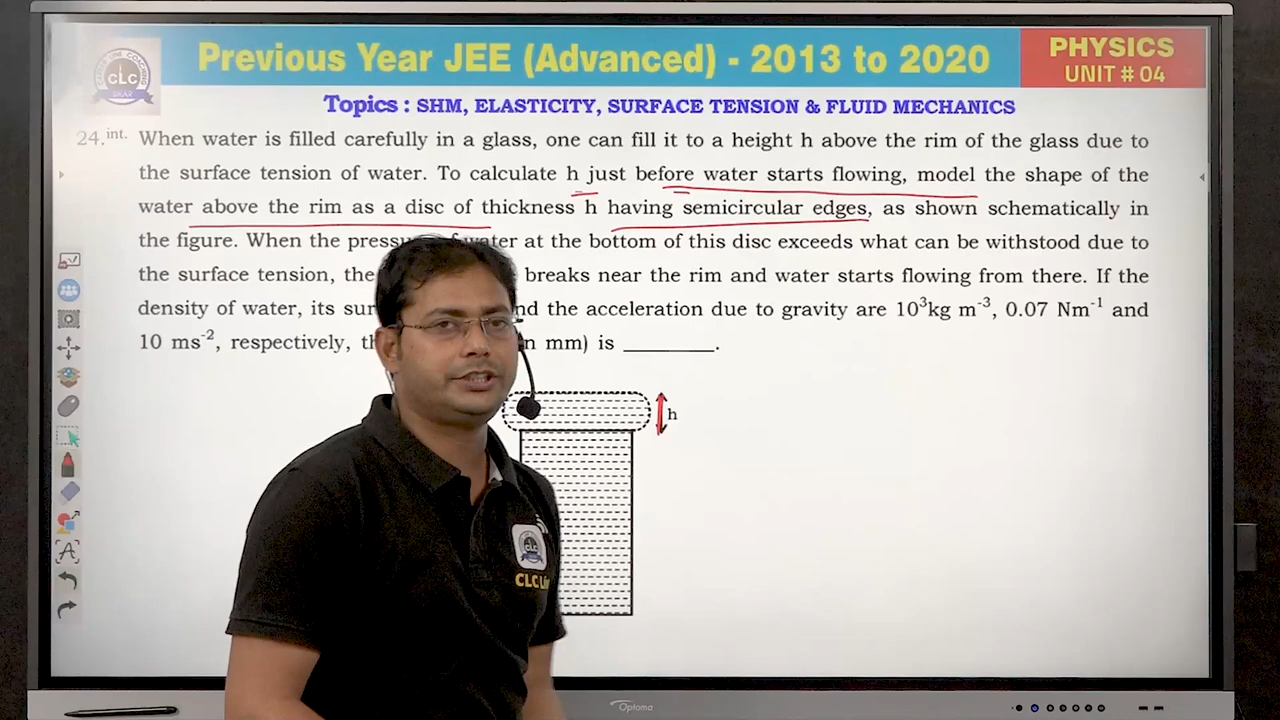 Previous Year JEE (Advanced) - 2013 to 2020
PHYSICS
UNIT # 04
CLC
SIKAR
Topics : SHM, ELASTICITY, SURFACE TENSION & FLUID MECHANICS
24.int. When water is filled carefully in a glass, one can fill it to a height h above the rim of the glass due to
the surface tension of water. To calculate h just before water starts flowing, model the shape of the
water above the rim as a disc of thickness h having semicircular edges, as shown schematically in
the figure. When the water at the bottom of this disc exceeds what can be withstood due to
the surface tension, the breaks near the rim and water starts flowing from there. If the
density of water, its and the acceleration due to gravity are 10³kg m⁻³, 0.07 Nm⁻¹ and
10 ms⁻², respectively, mm) is ________.
h
CLC
CLC
Optoma